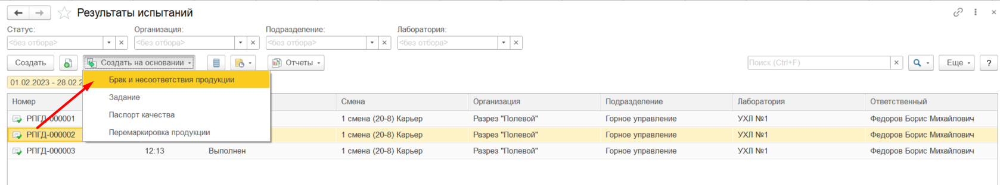 Результаты испытаний
Статус: Организация: Подразделение: Лаборатория:
<без отбора> <без отбора> <без отбора> <без отбора>
Создать Создать на основании Отчеты Поиск (Ctrl+F) Еще ?
Брак и несоответствия продукции
01.02.2023 - 28.02.2
Задание
Номер Смена Организация Подразделение Лаборатория Ответственный
Паспорт качества
РПГД-000001 1 смена (20-8) Карьер Разрез "Полевой" Горное управление УХЛ №1 Федоров Борис Михайлович
Перемаркировка продукции
РПГД-000002 1 смена (20-8) Карьер Разрез "Полевой" Горное управление УХЛ №1 Федоров Борис Михайлович
РПГД-000003 12:13 Выполнен 1 смена (20-8) Карьер Разрез "Полевой" Горное управление УХЛ №1 Федоров Борис Михайлович